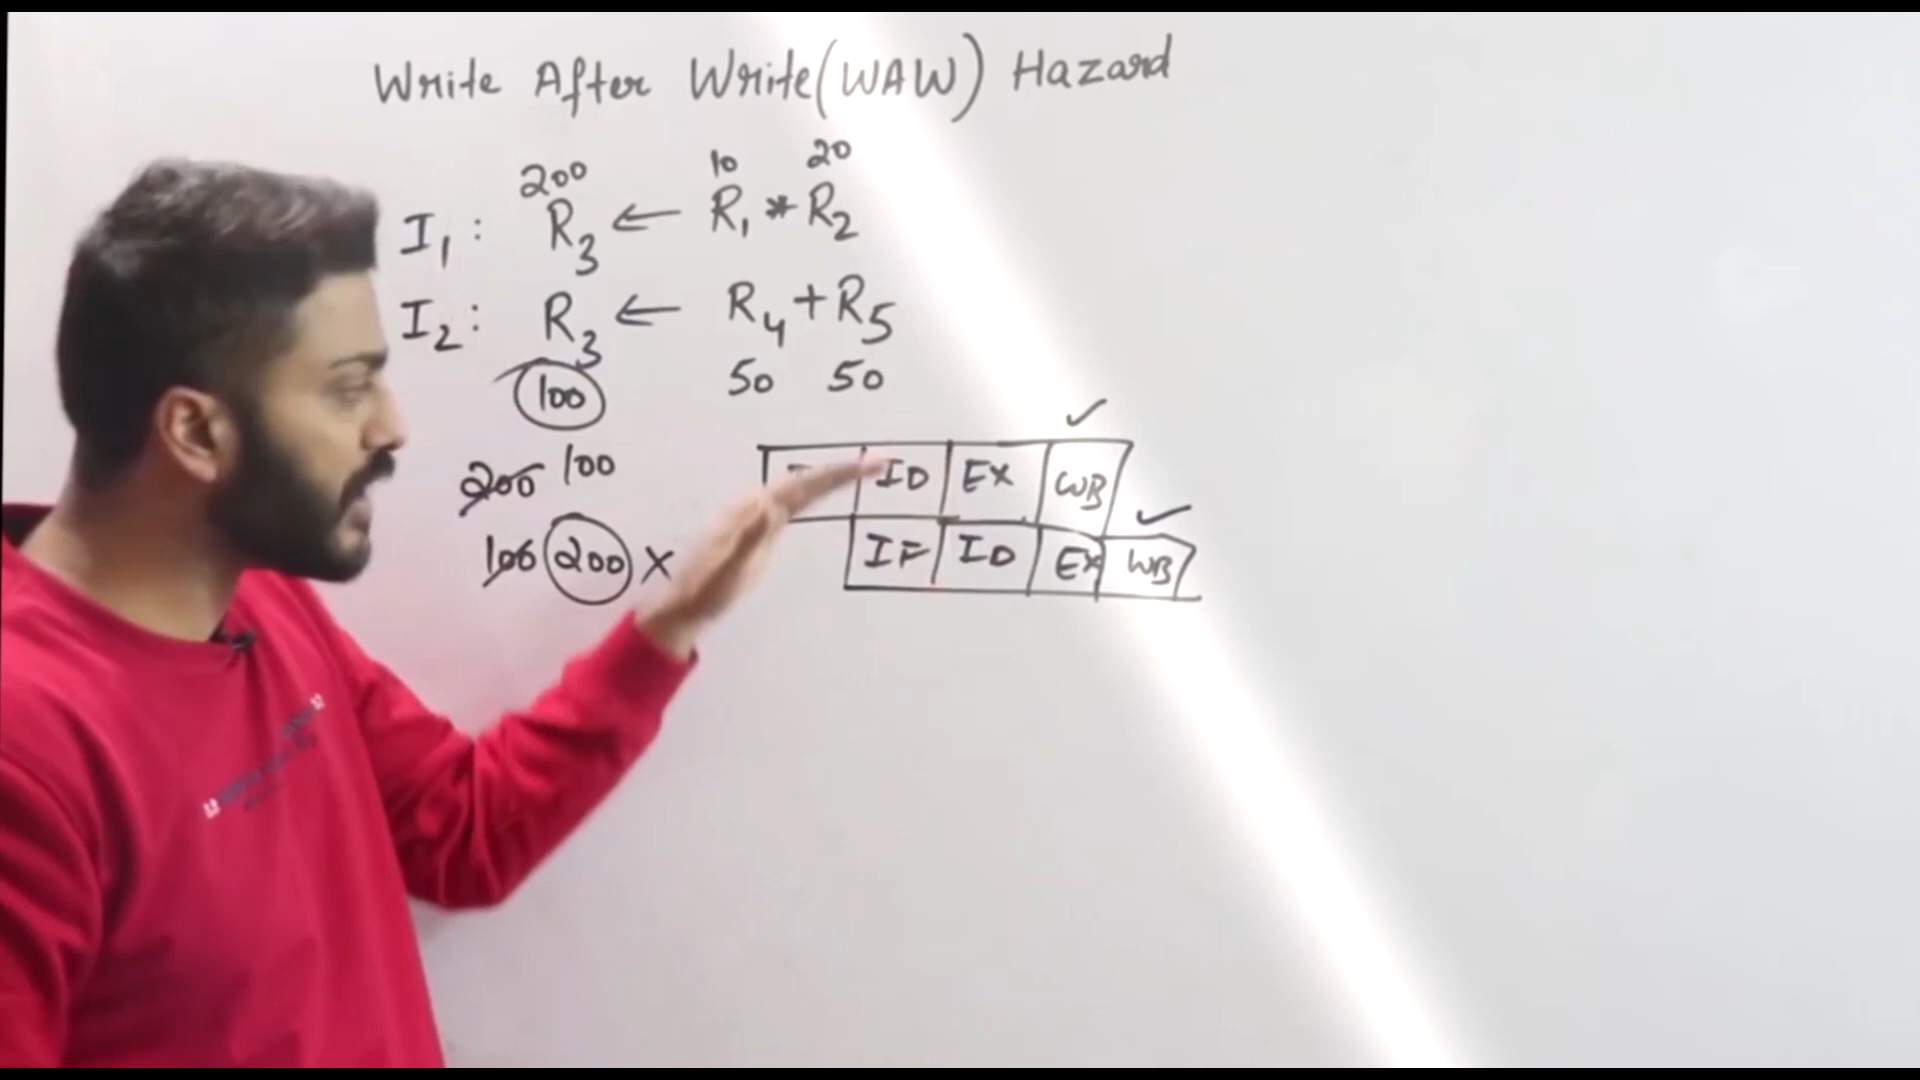 Write After Write (WAW) Hazard
200 10 20
I1: R3 ← R1 * R2
I2: R3 ← R4 + R5
100 50 50
200 100
100 200 ×
ID EX WB
IF ID EX WB